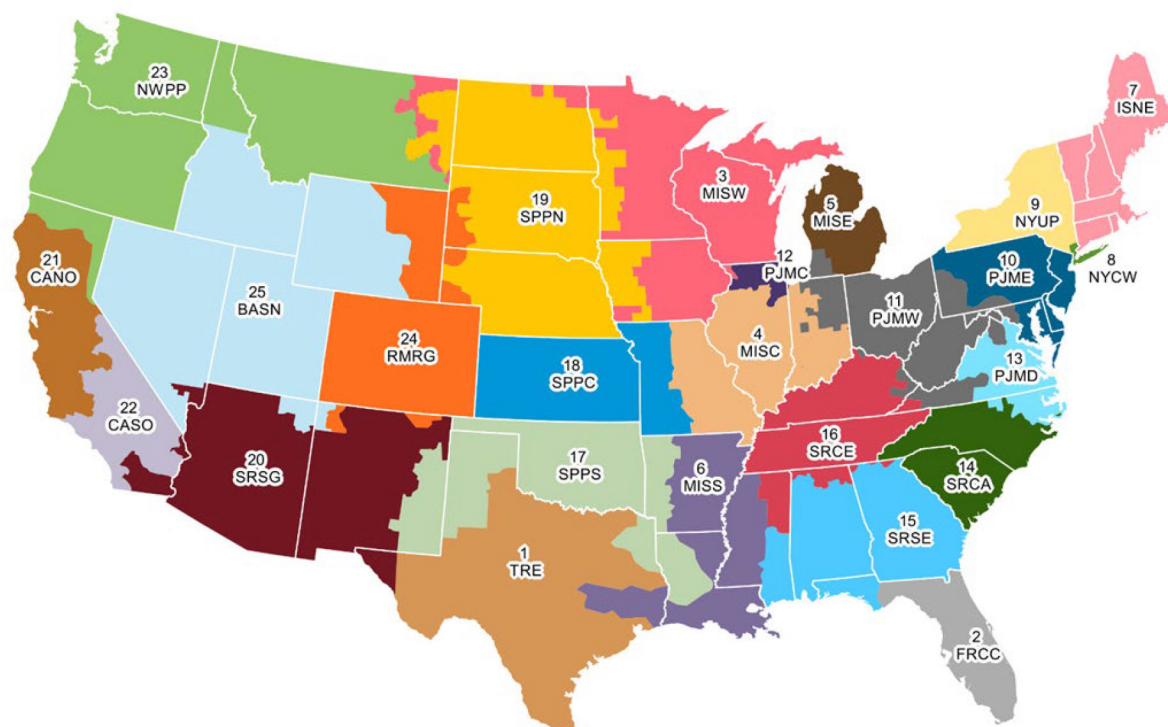 23
NWPP
7
ISNE
3
MISW
19
SPPN
5
MISE
9
NYUP
21
CANO
12
PJMC
10
PJME
8
NYCW
25
BASN
11
PJMW
24
RMRG
4
MISC
18
SPPC
13
PJMD
22
CASO
16
SRCE
17
SPPS
20
SRSG
6
MISS
14
SRCA
15
SRSE
1
TRE
2
FRCC